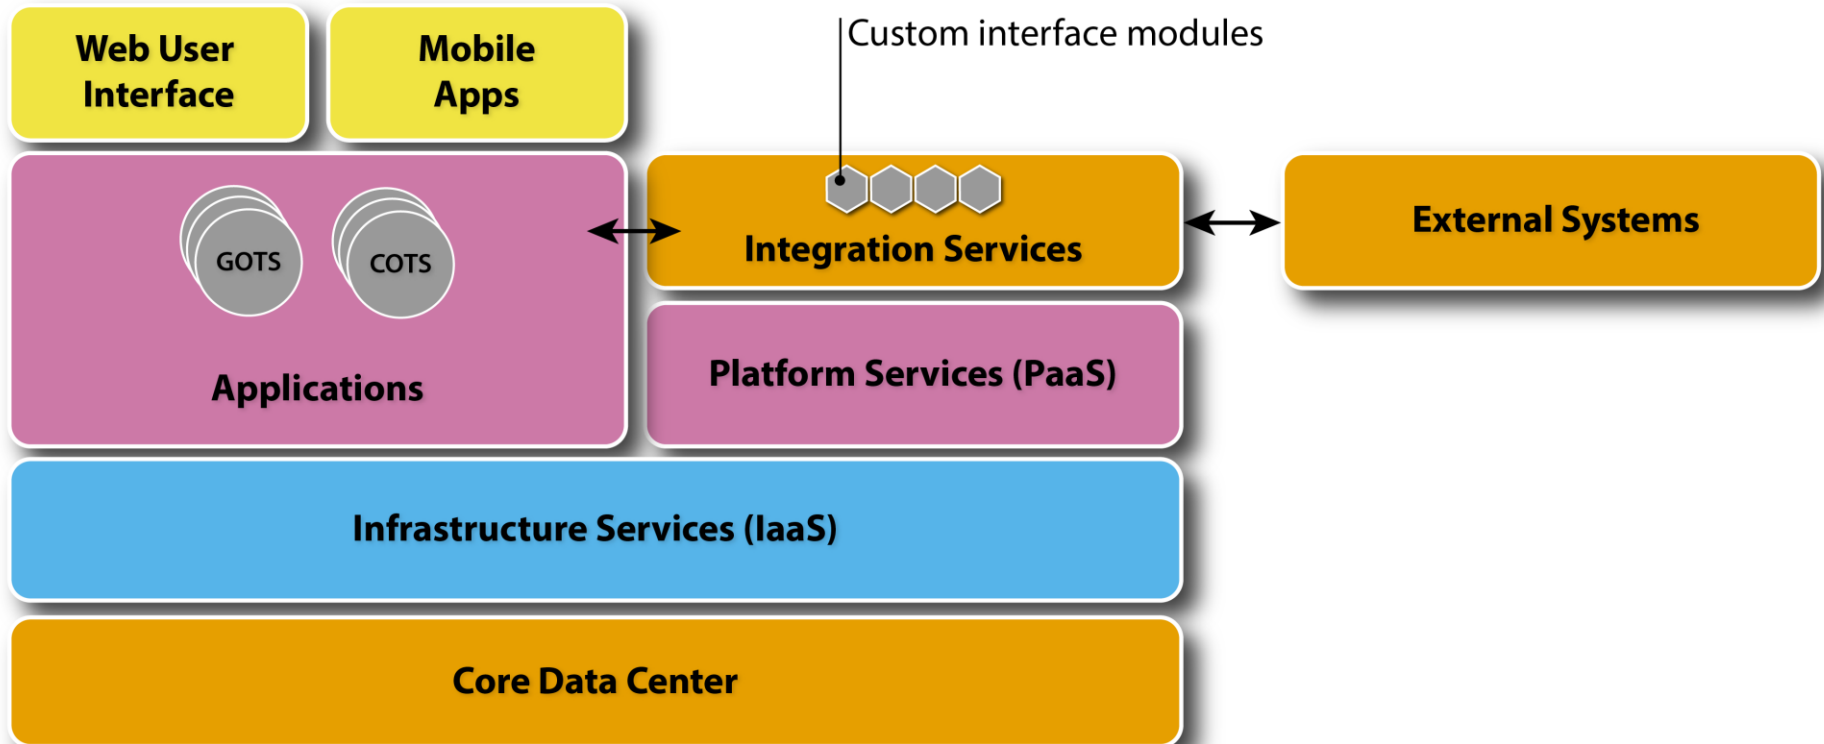 Web User
Interface
Mobile
Apps
Custom interface modules
GOTS
COTS
Applications
Integration Services
External Systems
Platform Services (PaaS)
Infrastructure Services (IaaS)
Core Data Center